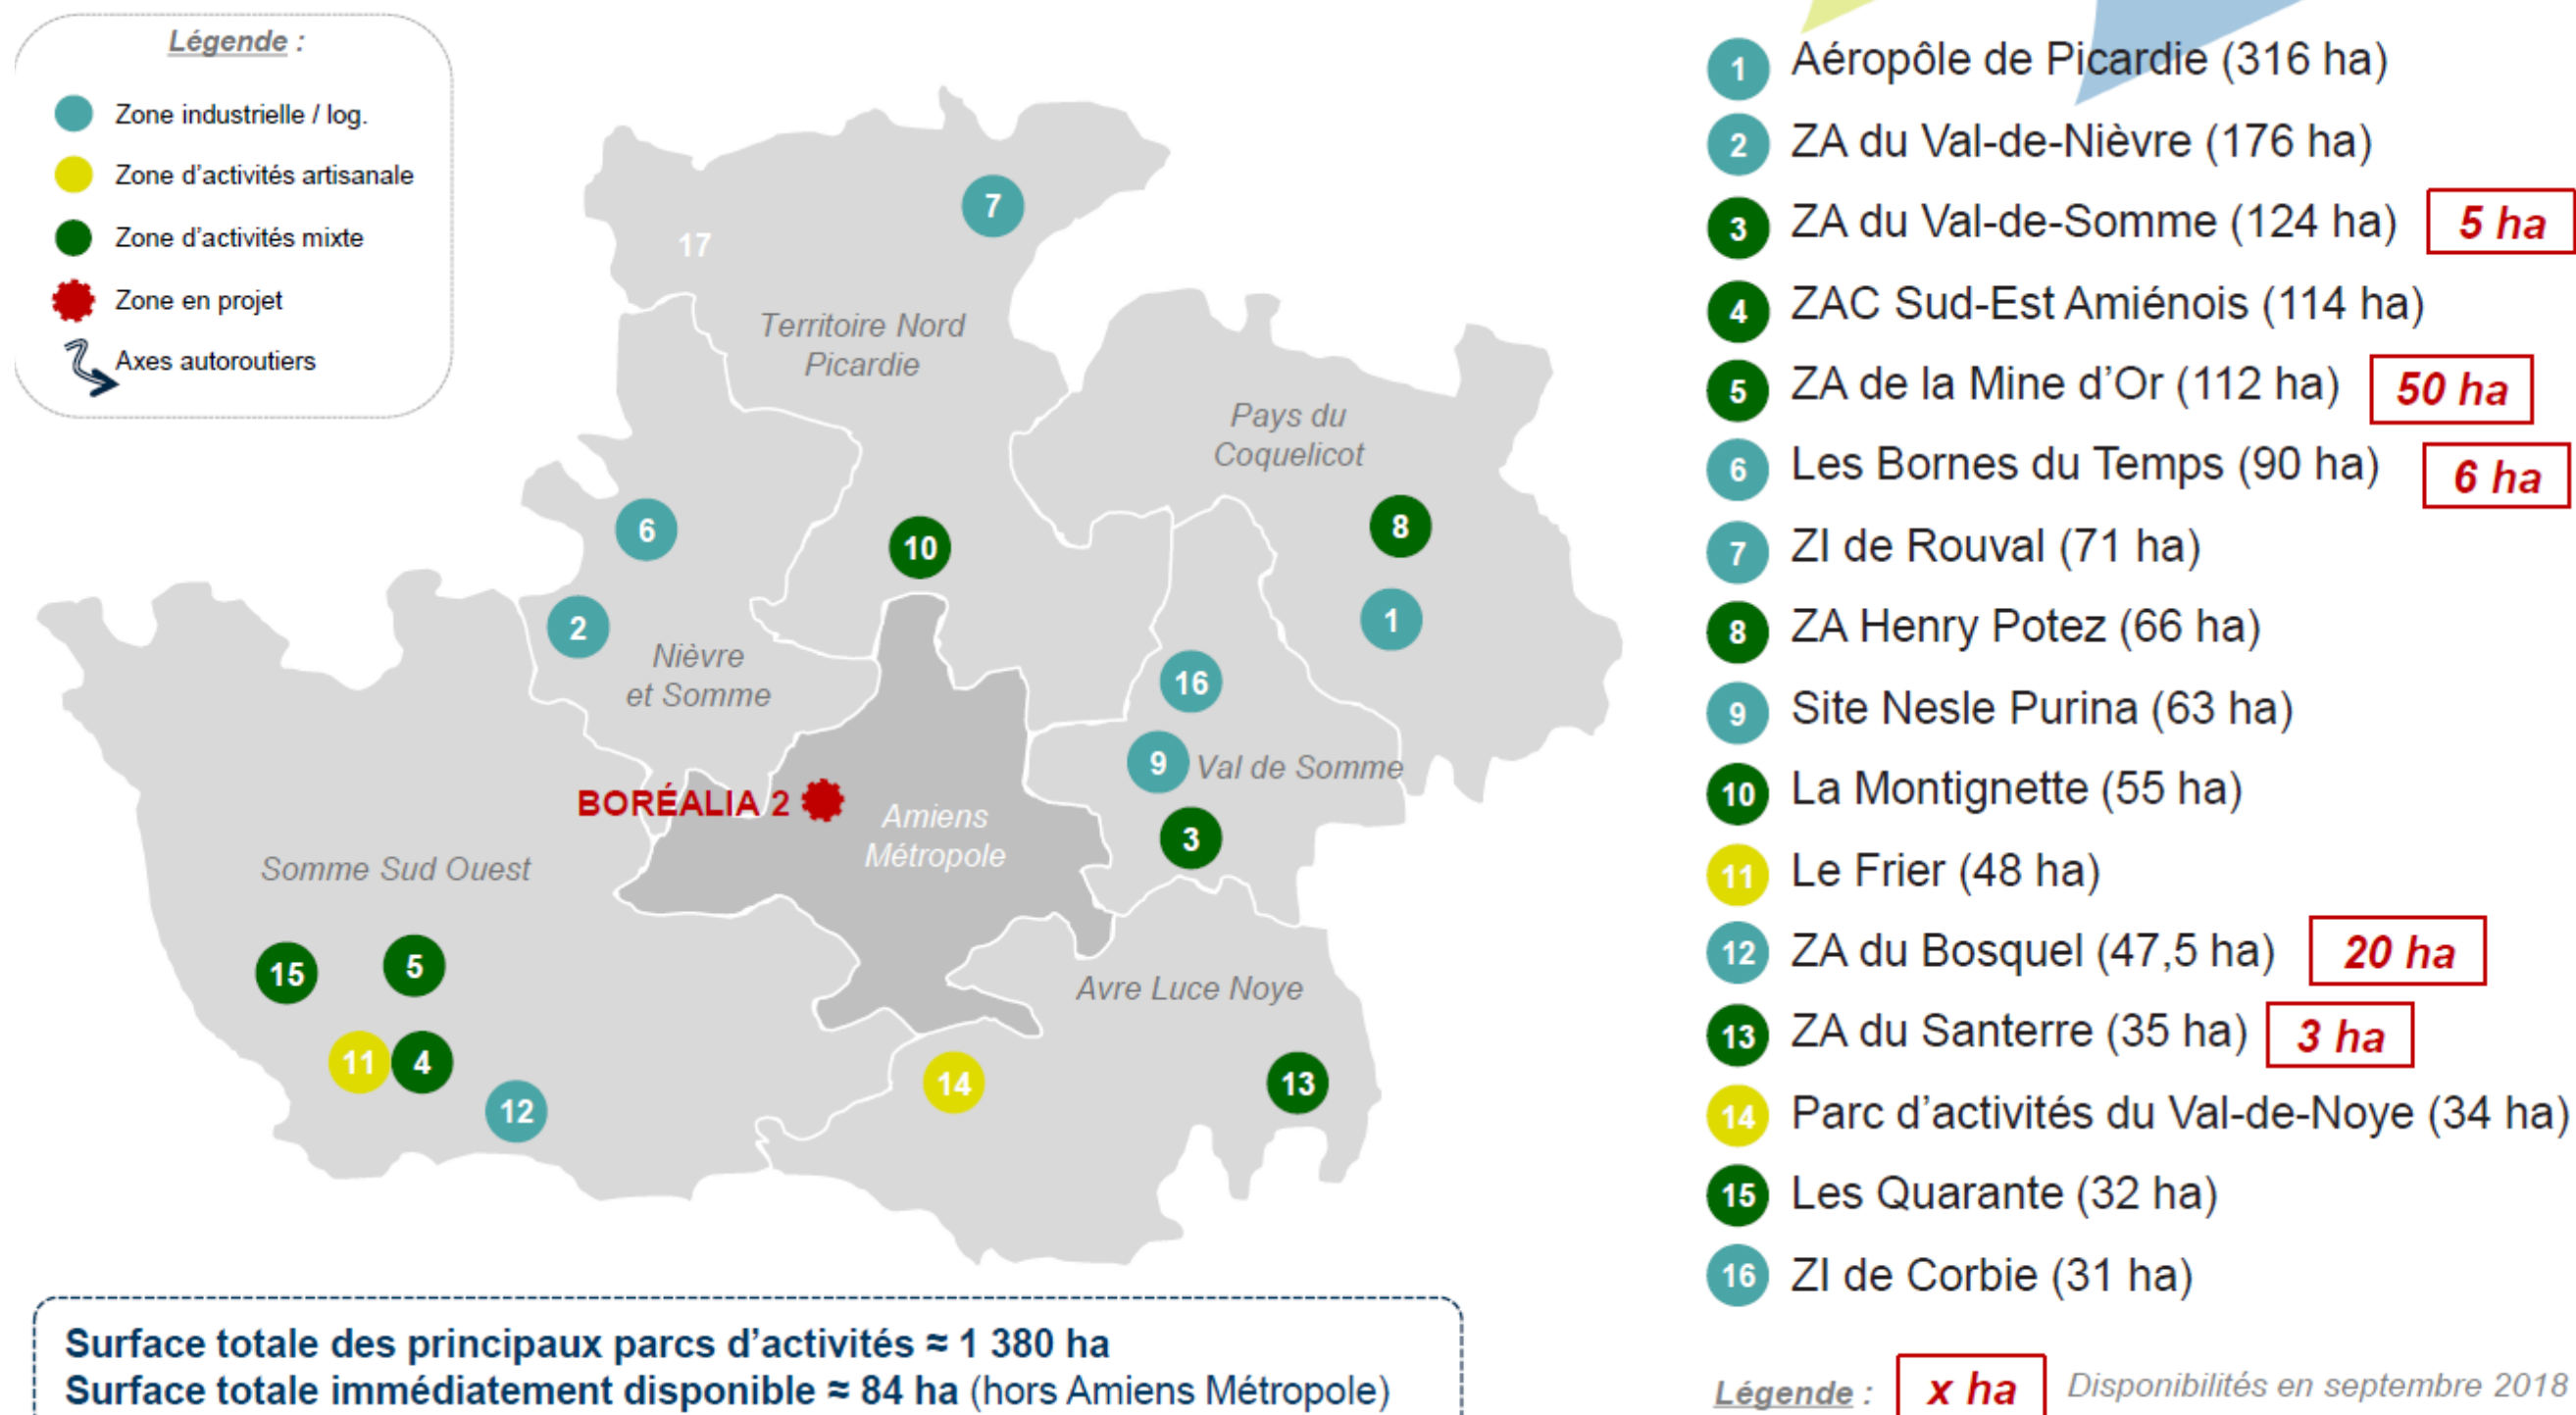 Légende :
Zone industrielle / log.
Zone d'activités artisanale
Zone d'activités mixte
Zone en projet
Axes autoroutiers
7
17
Territoire Nord
Picardie
Pays du
Coquelicot
6
10
8
2
1
Nièvre
et Somme
16
9
Val de Somme
BORÉALIA 2
Amiens
Métropole
3
Somme Sud Ouest
15
5
Avre Luce Noye
11
4
14
13
12
Surface totale des principaux parcs d'activités ≈ 1 380 ha
Surface totale immédiatement disponible ≈ 84 ha (hors Amiens Métropole)
1 Aéropôle de Picardie (316 ha)
2 ZA du Val-de-Nièvre (176 ha)
3 ZA du Val-de-Somme (124 ha) 5 ha
4 ZAC Sud-Est Amiénois (114 ha)
5 ZA de la Mine d'Or (112 ha) 50 ha
6 Les Bornes du Temps (90 ha) 6 ha
7 ZI de Rouval (71 ha)
8 ZA Henry Potez (66 ha)
9 Site Nesle Purina (63 ha)
10 La Montignette (55 ha)
11 Le Frier (48 ha)
12 ZA du Bosquel (47,5 ha) 20 ha
13 ZA du Santerre (35 ha) 3 ha
14 Parc d'activités du Val-de-Noye (34 ha)
15 Les Quarante (32 ha)
16 ZI de Corbie (31 ha)
Légende : x ha Disponibilités en septembre 2018